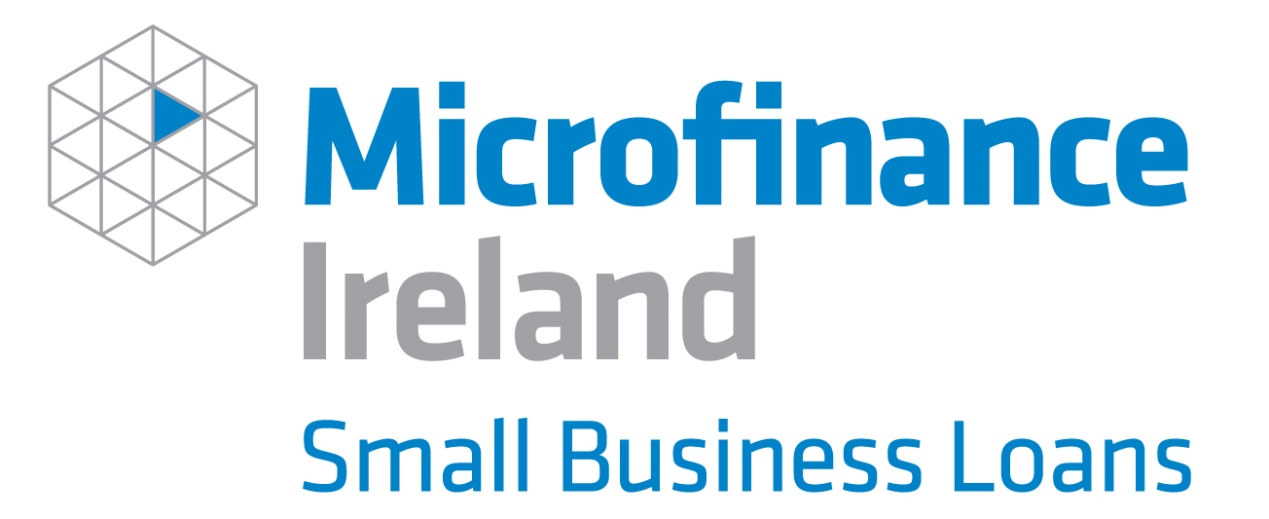 Microfinance
Ireland
Small Business Loans